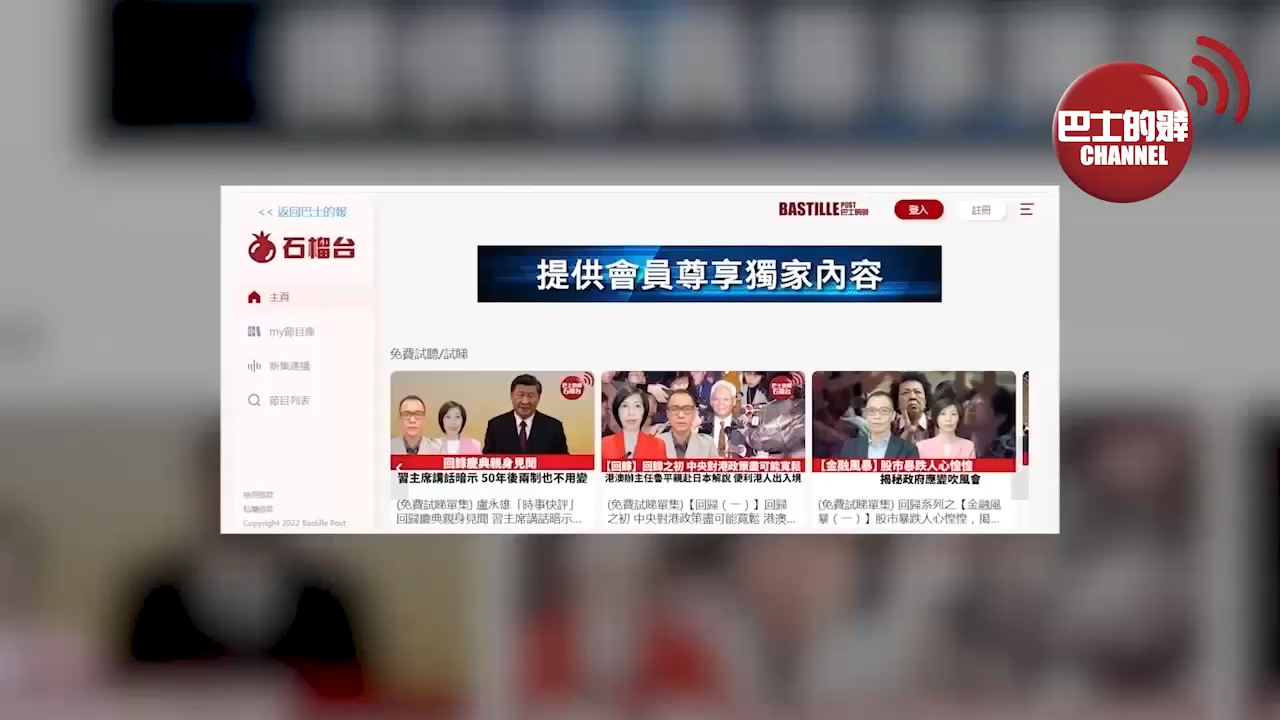 巴士的報
CHANNEL
<< 返回巴士的報
石榴台
主頁
my節目庫
新集連播
節目列表
使用條款
私隱條款
Copyright 2022 Bastille Post
BASTILLE POST 巴士的報
登入
註冊
提供會員尊享獨家內容
免費試聽/試睇
回歸慶典親身見聞
習主席講話暗示 50年後兩制也不用變
(免費試睇單集) 盧永雄「時事快評」
回歸慶典親身見聞 習主席講話暗示...
【回歸】回歸之初 中央對港政策盡可能寬鬆
港澳辦主任魯平親赴日本解說 便利港人出入境
(免費試睇單集)【回歸（一）】回歸
之初 中央對港政策盡可能寬鬆 港澳...
【金融風暴】股市暴跌人心惶惶
揭秘政府應變吹風會
(免費試睇單集) 回歸系列之【金融風
暴（一）】股市暴跌人心惶惶，揭...